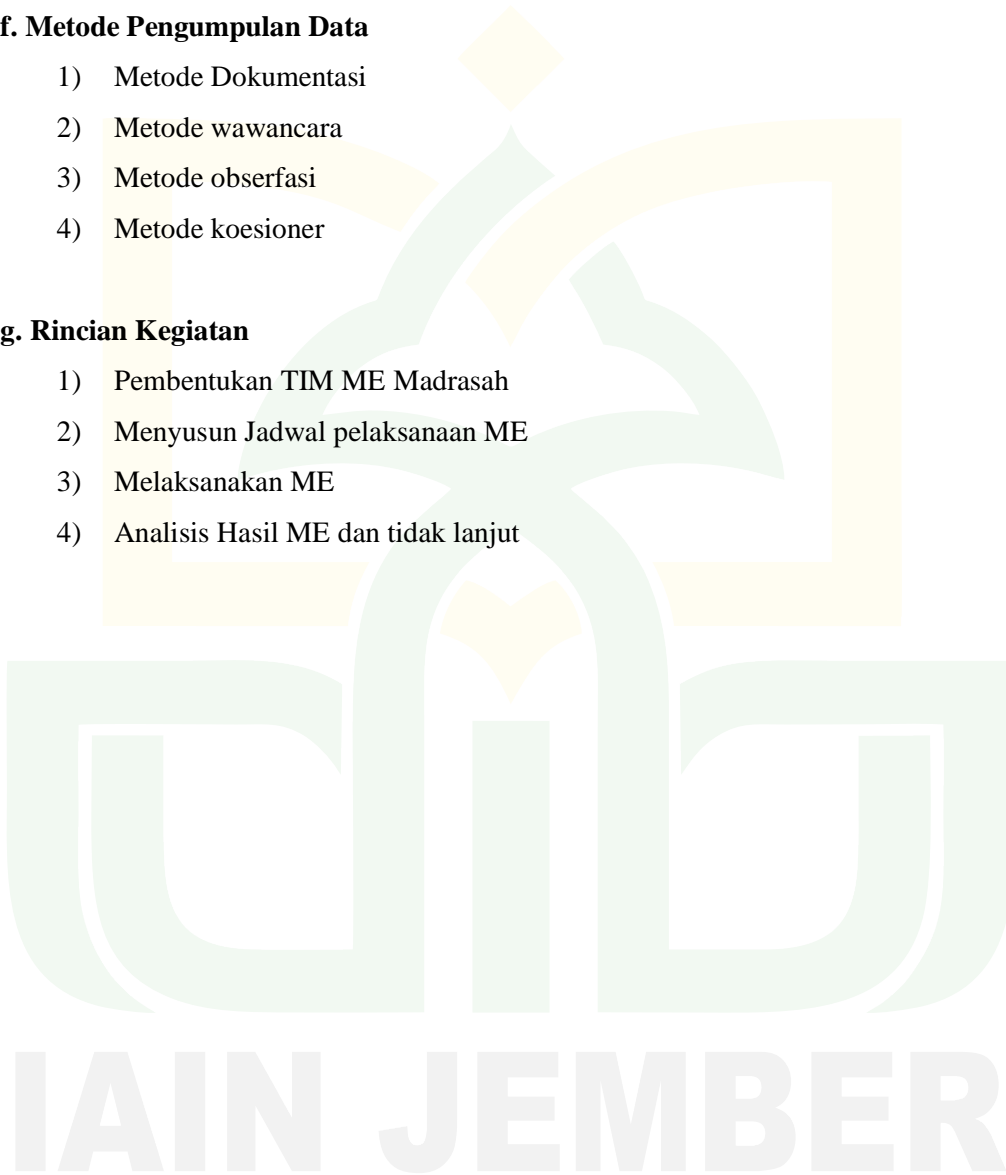 f. Metode Pengumpulan Data
1) Metode Dokumentasi
2) Metode wawancara
3) Metode obserfasi
4) Metode koesioner
g. Rincian Kegiatan
1) Pembentukan TIM ME Madrasah
2) Menyusun Jadwal pelaksanaan ME
3) Melaksanakan ME
4) Analisis Hasil ME dan tidak lanjut
IAIN JEMBER